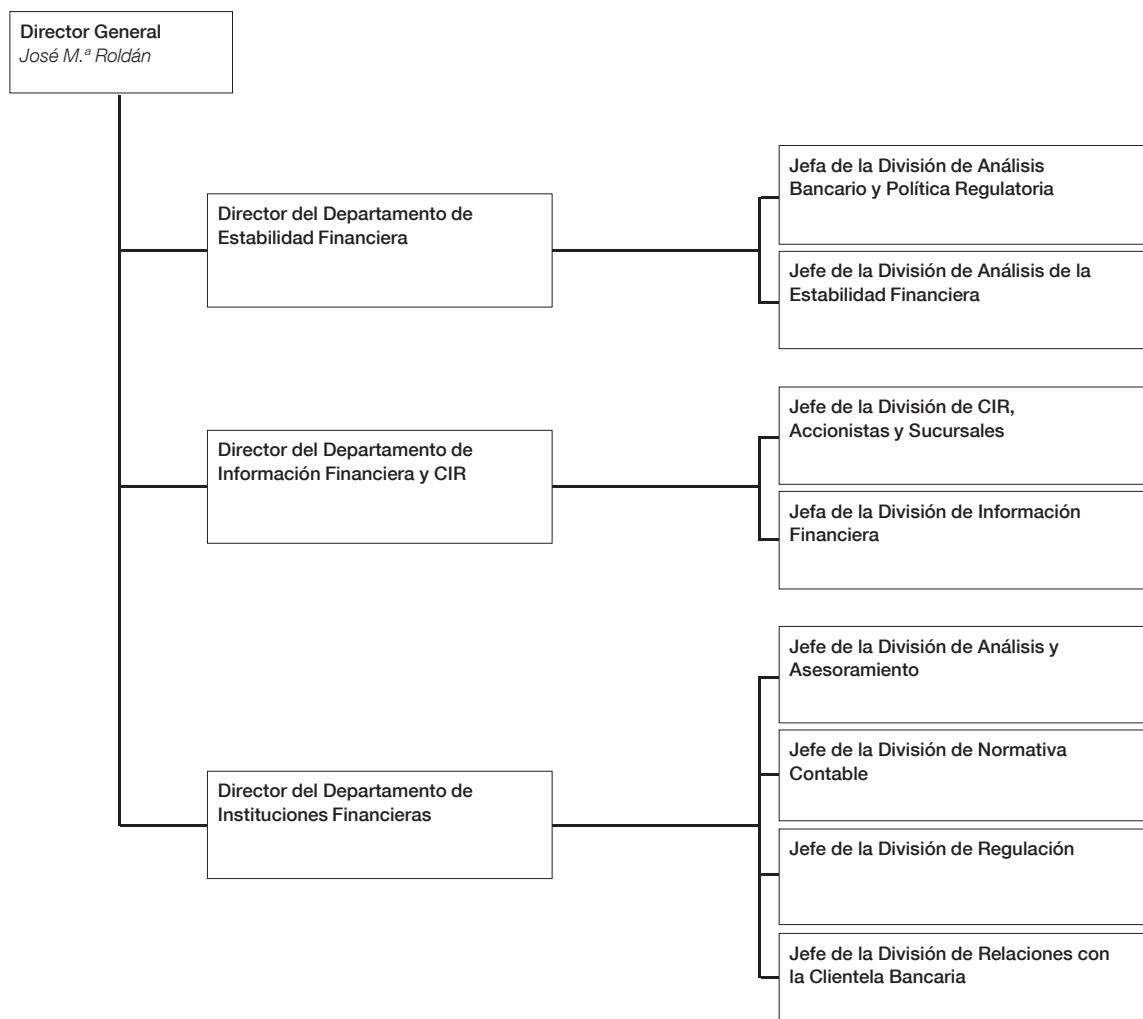 Director General
José M.ª Roldán
Director del Departamento de
Estabilidad Financiera
Jefa de la División de Análisis
Bancario y Política Regulatoria
Jefe de la División de Análisis de la
Estabilidad Financiera
Director del Departamento de
Información Financiera y CIR
Jefe de la División de CIR,
Accionistas y Sucursales
Jefa de la División de Información
Financiera
Director del Departamento de
Instituciones Financieras
Jefe de la División de Análisis y
Asesoramiento
Jefe de la División de Normativa
Contable
Jefe de la División de Regulación
Jefe de la División de Relaciones con
la Clientela Bancaria